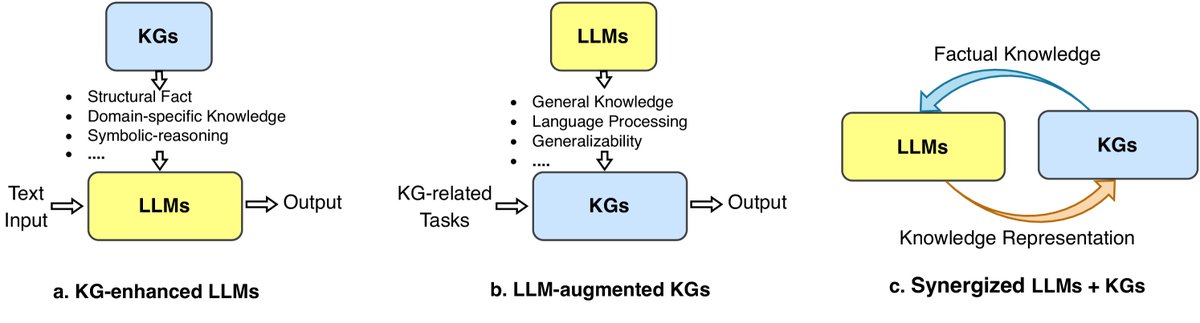 KGs
• Structural Fact
• Domain-specific Knowledge
• Symbolic-reasoning
• ....
Text
Input
LLMs
Output
a. KG-enhanced LLMs
LLMs
• General Knowledge
• Language Processing
• Generalizability
• ....
KG-related
Tasks
KGs
Output
b. LLM-augmented KGs
Factual Knowledge
LLMs
KGs
Knowledge Representation
c. Synergized LLMs + KGs